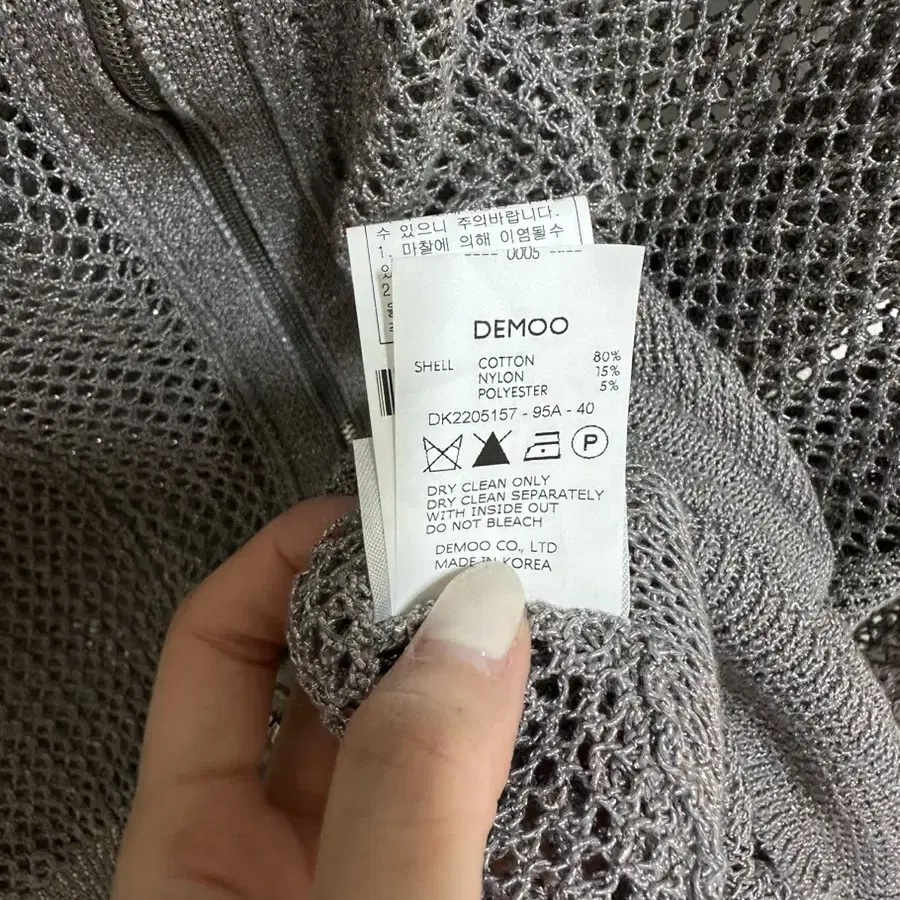 수 있으니 주의바랍니다.
1. 마찰에 의해 이염될수
2
---- 0005 ----
DEMOO
SHELL COTTON 80%
NYLON 15%
POLYESTER 5%
DK2205157 - 95A - 40
P
DRY CLEAN ONLY
DRY CLEAN SEPARATELY
WITH INSIDE OUT
DO NOT BLEACH
DEMOO CO., LTD
MADE IN KOREA